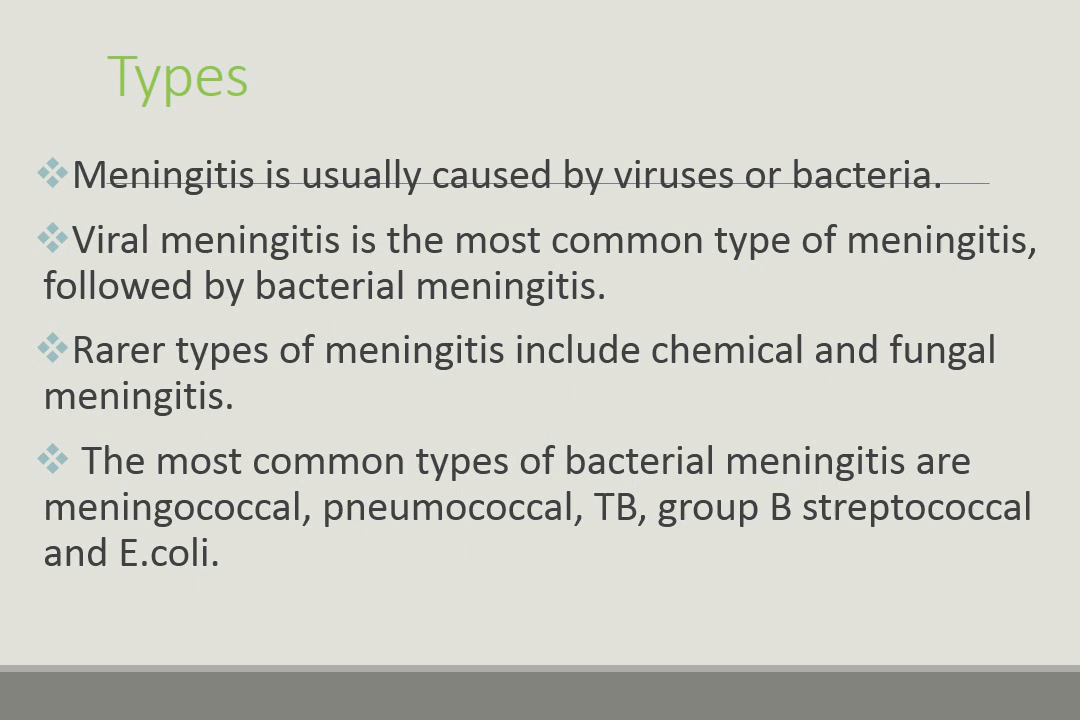 Types
❖Meningitis is usually caused by viruses or bacteria.
❖Viral meningitis is the most common type of meningitis,
followed by bacterial meningitis.
❖Rarer types of meningitis include chemical and fungal
meningitis.
❖ The most common types of bacterial meningitis are
meningococcal, pneumococcal, TB, group B streptococcal
and E.coli.